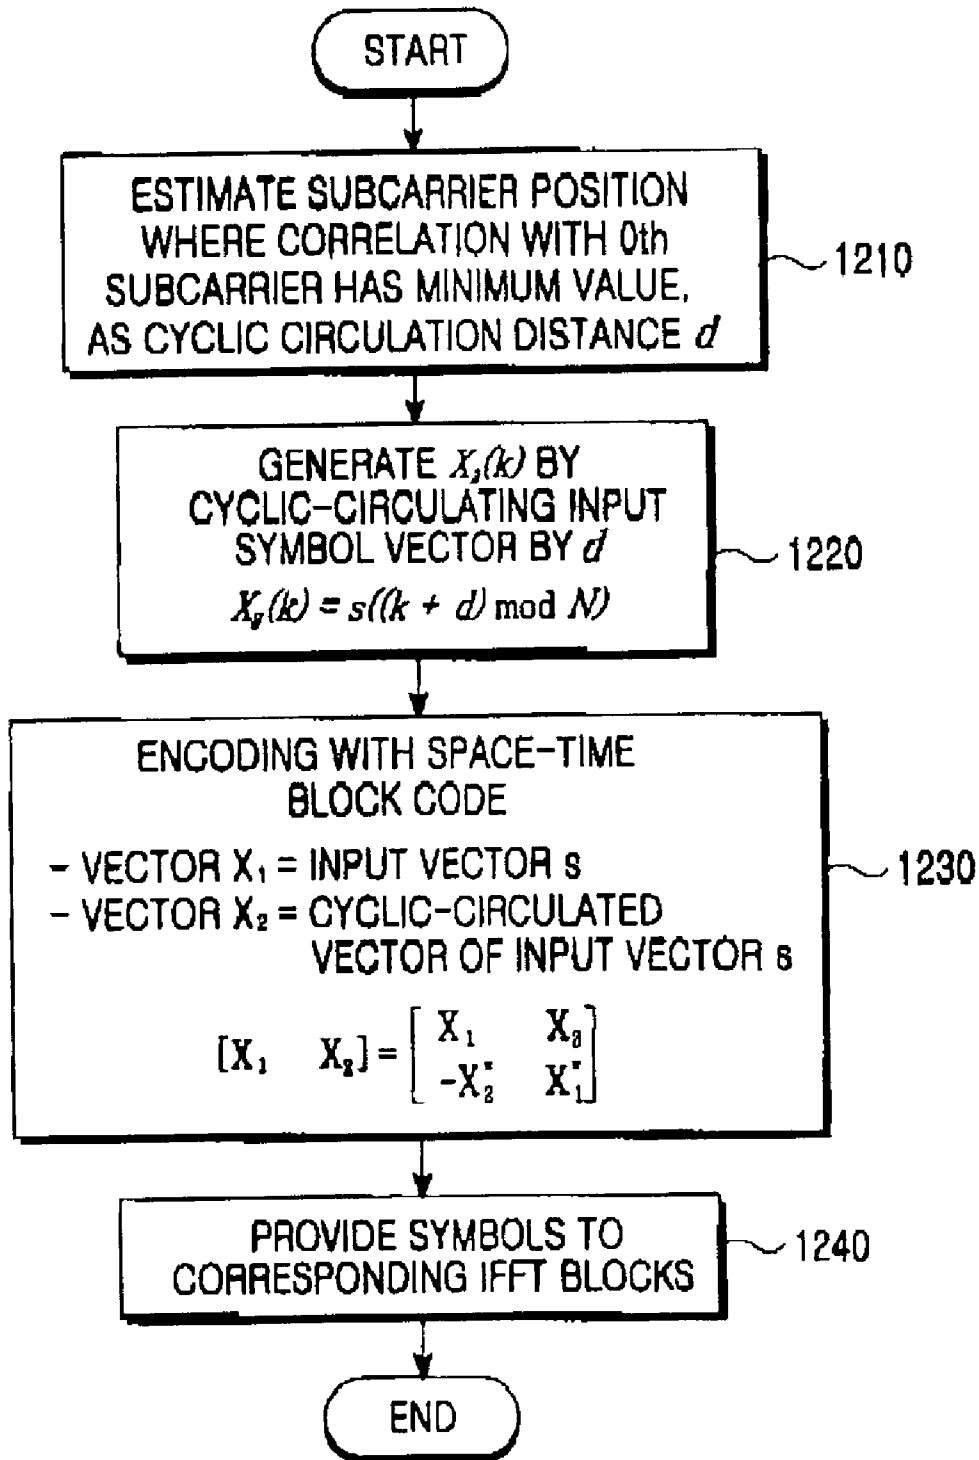 START
ESTIMATE SUBCARRIER POSITION
WHERE CORRELATION WITH 0th
SUBCARRIER HAS MINIMUM VALUE,
AS CYCLIC CIRCULATION DISTANCE d
1210
GENERATE X_s(k) BY
CYCLIC-CIRCULATING INPUT
SYMBOL VECTOR BY d
X_g(k) = s((k + d) mod N)
1220
ENCODING WITH SPACE-TIME
BLOCK CODE
- VECTOR X₁ = INPUT VECTOR s
- VECTOR X₂ = CYCLIC-CIRCULATED
VECTOR OF INPUT VECTOR s
1230
[X₁ X₂] = [X₁ X₂
-X₂* X₁*]
PROVIDE SYMBOLS TO
CORRESPONDING IFFT BLOCKS
1240
END